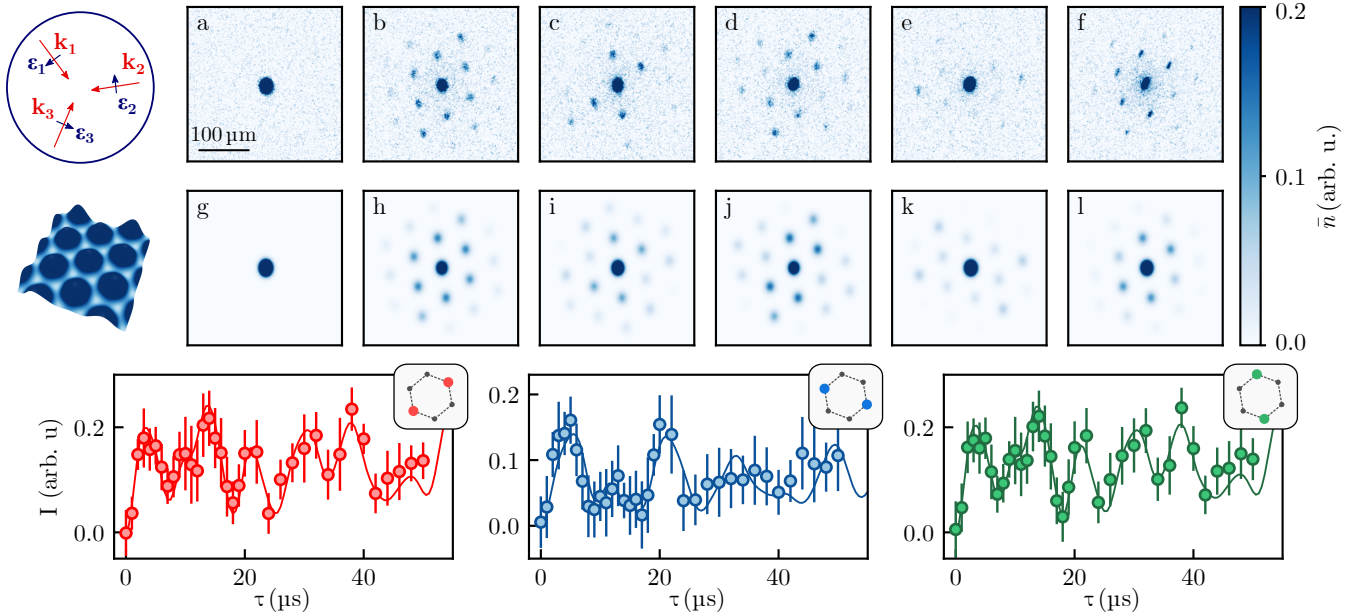 a
b
c
d
e
f
k₁
k₂
k₃
ε₁
ε₂
ε₃
100 µm
g
h
i
j
k
l
0.2
0.1
0.0
n̄ (arb. u.)
I (arb. u)
0.2
0.0
0 20 40
τ (µs)
0.2
0.1
0.0
0 20 40
τ (µs)
0.2
0.0
0 20 40
τ (µs)